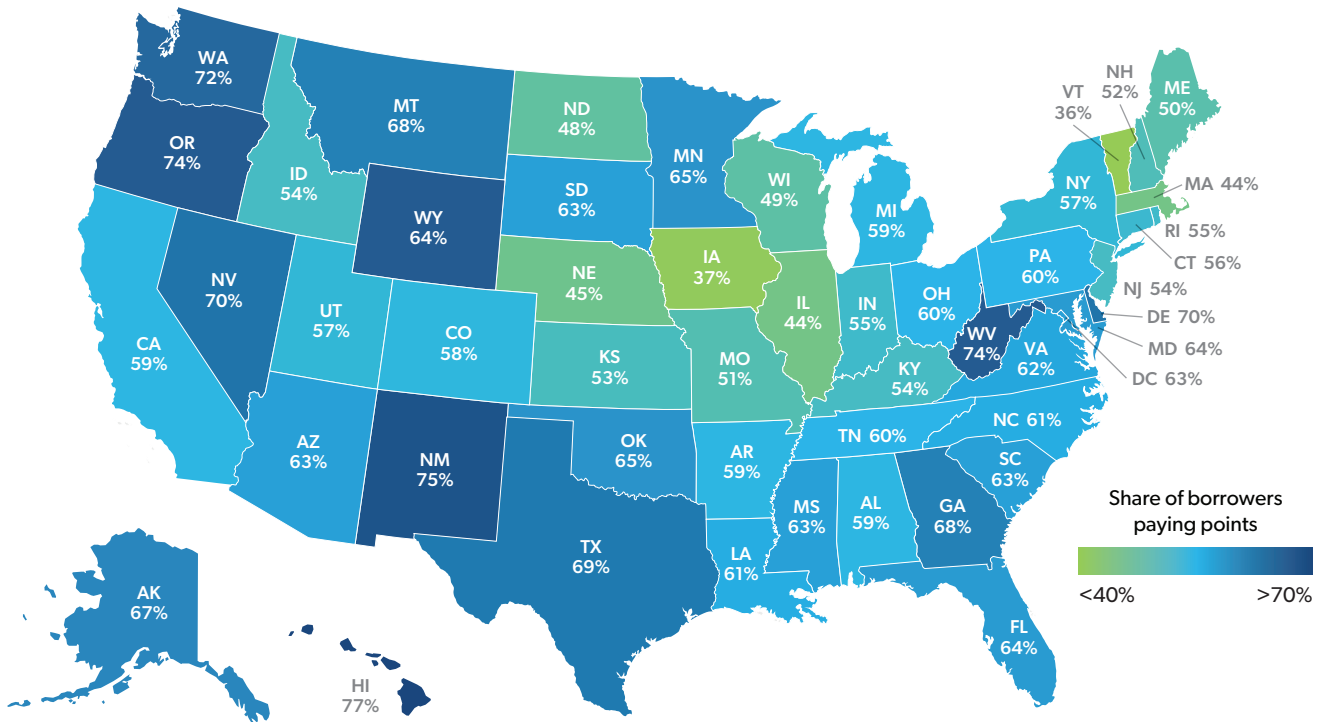 WA
72%
OR
74%
CA
59%
NV
70%
ID
54%
MT
68%
WY
64%
UT
57%
AZ
63%
CO
58%
NM
75%
ND
48%
SD
63%
NE
45%
KS
53%
OK
65%
TX
69%
MN
65%
IA
37%
MO
51%
AR
59%
LA
61%
WI
49%
IL
44%
MI
59%
IN
55%
OH
60%
KY
54%
TN 60%
MS
63%
AL
59%
GA
68%
FL
64%
SC
63%
NC 61%
VA
62%
WV
74%
PA
60%
NY
57%
VT
36%
NH
52%
ME
50%
MA 44%
RI 55%
CT 56%
NJ 54%
DE 70%
MD 64%
DC 63%
AK
67%
HI
77%
Share of borrowers
paying points
<40%
>70%